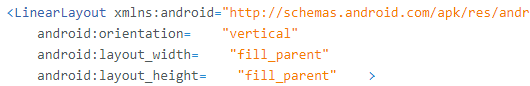 <LinearLayout xmlns:android="http://schemas.android.com/apk/res/andr
android:orientation= "vertical"
android:layout_width= "fill_parent"
android:layout_height= "fill_parent" >